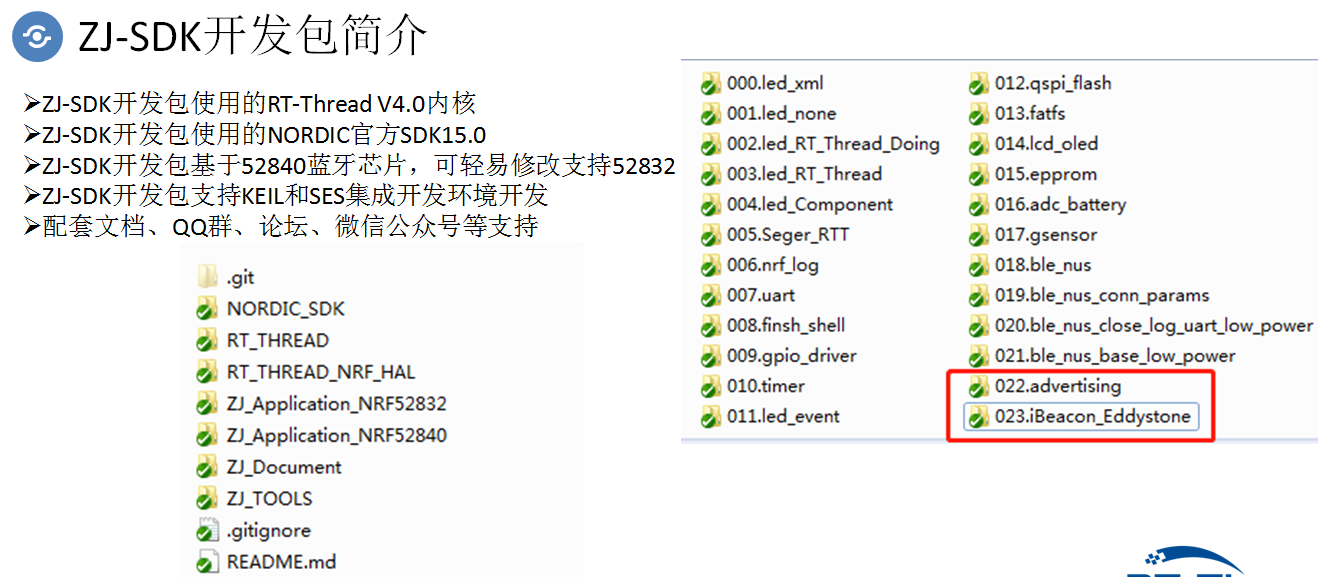 ZJ-SDK开发包简介
➢ZJ-SDK开发包使用的RT-Thread V4.0内核
➢ZJ-SDK开发包使用的NORDIC官方SDK15.0
➢ZJ-SDK开发包基于52840蓝牙芯片，可轻易修改支持52832
➢ZJ-SDK开发包支持KEIL和SES集成开发环境开发
➢配套文档、QQ群、论坛、微信公众号等支持
.git
NORDIC_SDK
RT_THREAD
RT_THREAD_NRF_HAL
ZJ_Application_NRF52832
ZJ_Application_NRF52840
ZJ_Document
ZJ_TOOLS
.gitignore
README.md
000.led_xml
001.led_none
002.led_RT_Thread_Doing
003.led_RT_Thread
004.led_Component
005.Seger_RTT
006.nrf_log
007.uart
008.finsh_shell
009.gpio_driver
010.timer
011.led_event
012.qspi_flash
013.fatfs
014.lcd_oled
015.epprom
016.adc_battery
017.gsensor
018.ble_nus
019.ble_nus_conn_params
020.ble_nus_close_log_uart_low_power
021.ble_nus_base_low_power
022.advertising
023.iBeacon_Eddystone